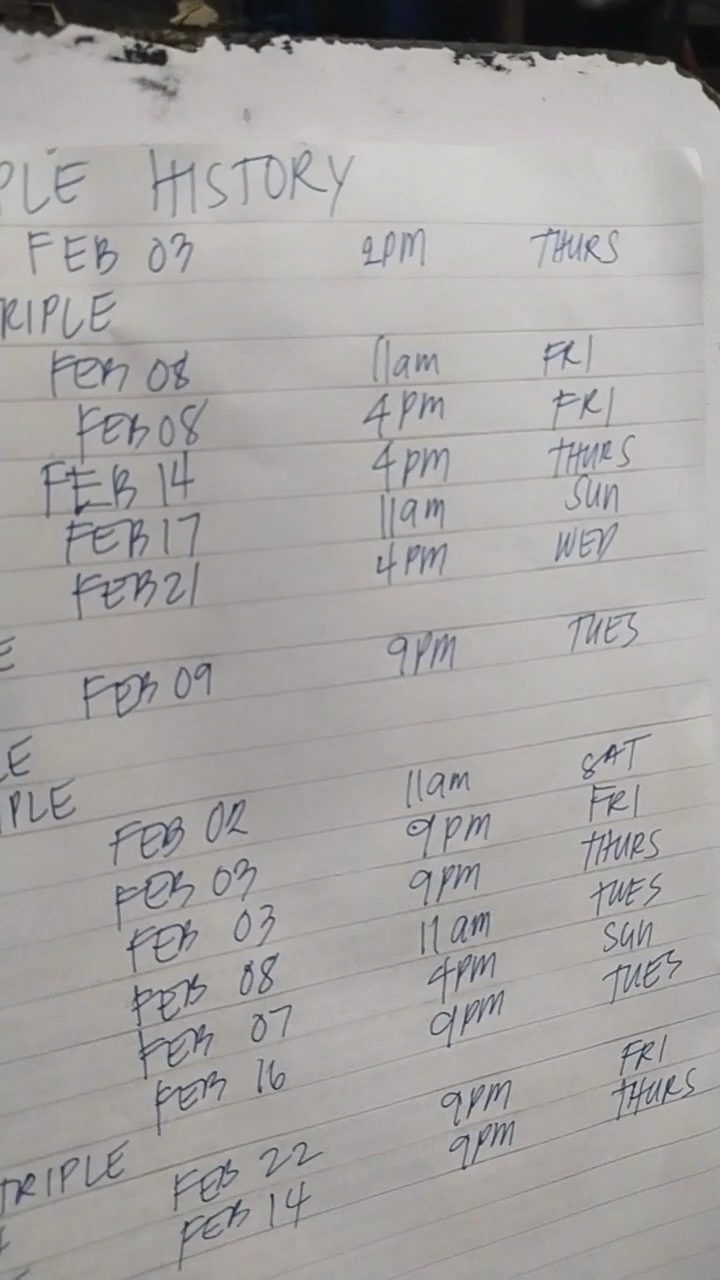 PLE HISTORY
FEB 03 2PM THURS
RIPLE
FEB 08 11am FRI
FEB 08 4pm FRI
FEB 14 4pm THURS
FEB 17 11am SUN
FEB 21 4PM WED
E
FEB 09 9PM TUES
LE
IPLE
FEB 02 11am SAT
FEB 03 9pm FRI
FEB 03 9pm THURS
FEB 08 11am TUES
FEB 07 4pm SUN
FEB 16 9pm TUES
TRIPLE
FEB 22 9pm FRI
FEB 14 9pm THURS